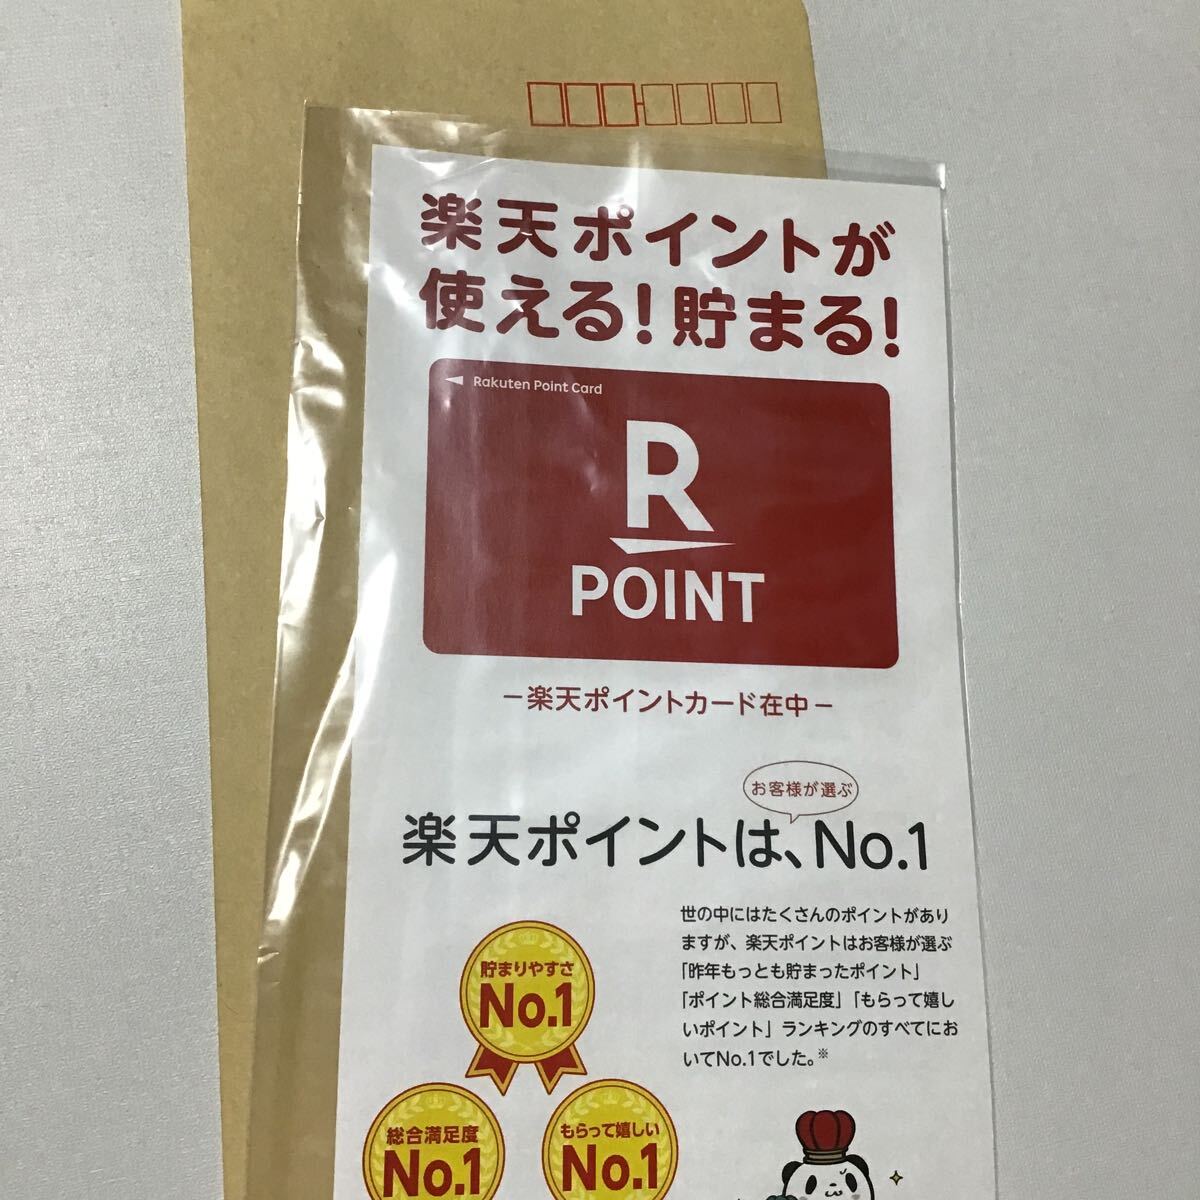 楽天ポイントが
使える！貯まる！
Rakuten Point Card
R
POINT
−楽天ポイントカード在中−
お客様が選ぶ
楽天ポイントは、No.1
世の中にはたくさんのポイントがあり
ますが、楽天ポイントはお客様が選ぶ
「昨年もっとも貯まったポイント」
「ポイント総合満足度」「もらって嬉し
いポイント」ランキングのすべてにお
いてNo.1でした。※
貯まりやすさ
No.1
総合満足度
No.1
もらって嬉しい
No.1